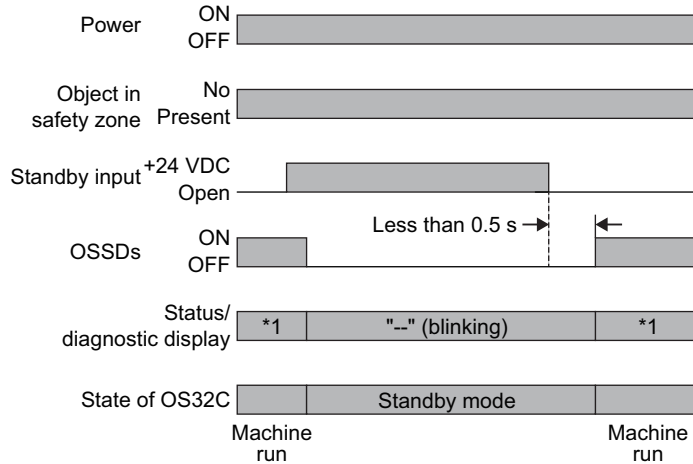 Power
ON
OFF
Object in
safety zone
No
Present
Standby input
+24 VDC
Open
Less than 0.5 s
OSSDs
ON
OFF
Status/
diagnostic display
*1
"--" (blinking)
*1
State of OS32C
Standby mode
Machine
run
Machine
run